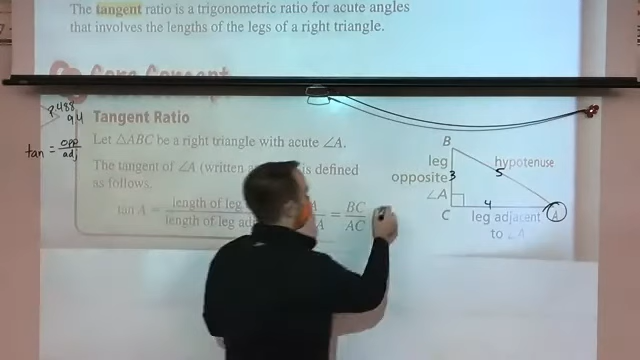 The tangent ratio is a trigonometric ratio for acute angles
that involves the lengths of the legs of a right triangle.
Core Concept
P.488
9.4
tan = opp/adj
Tangent Ratio
Let △ABC be a right triangle with acute ∠A.
The tangent of ∠A (written as is defined
as follows.
tan A = length of leg / length of leg adj A / A = BC / AC
B
leg
opposite
∠A
3
hypotenuse
5
4
C
leg adjacent
to ∠A
A